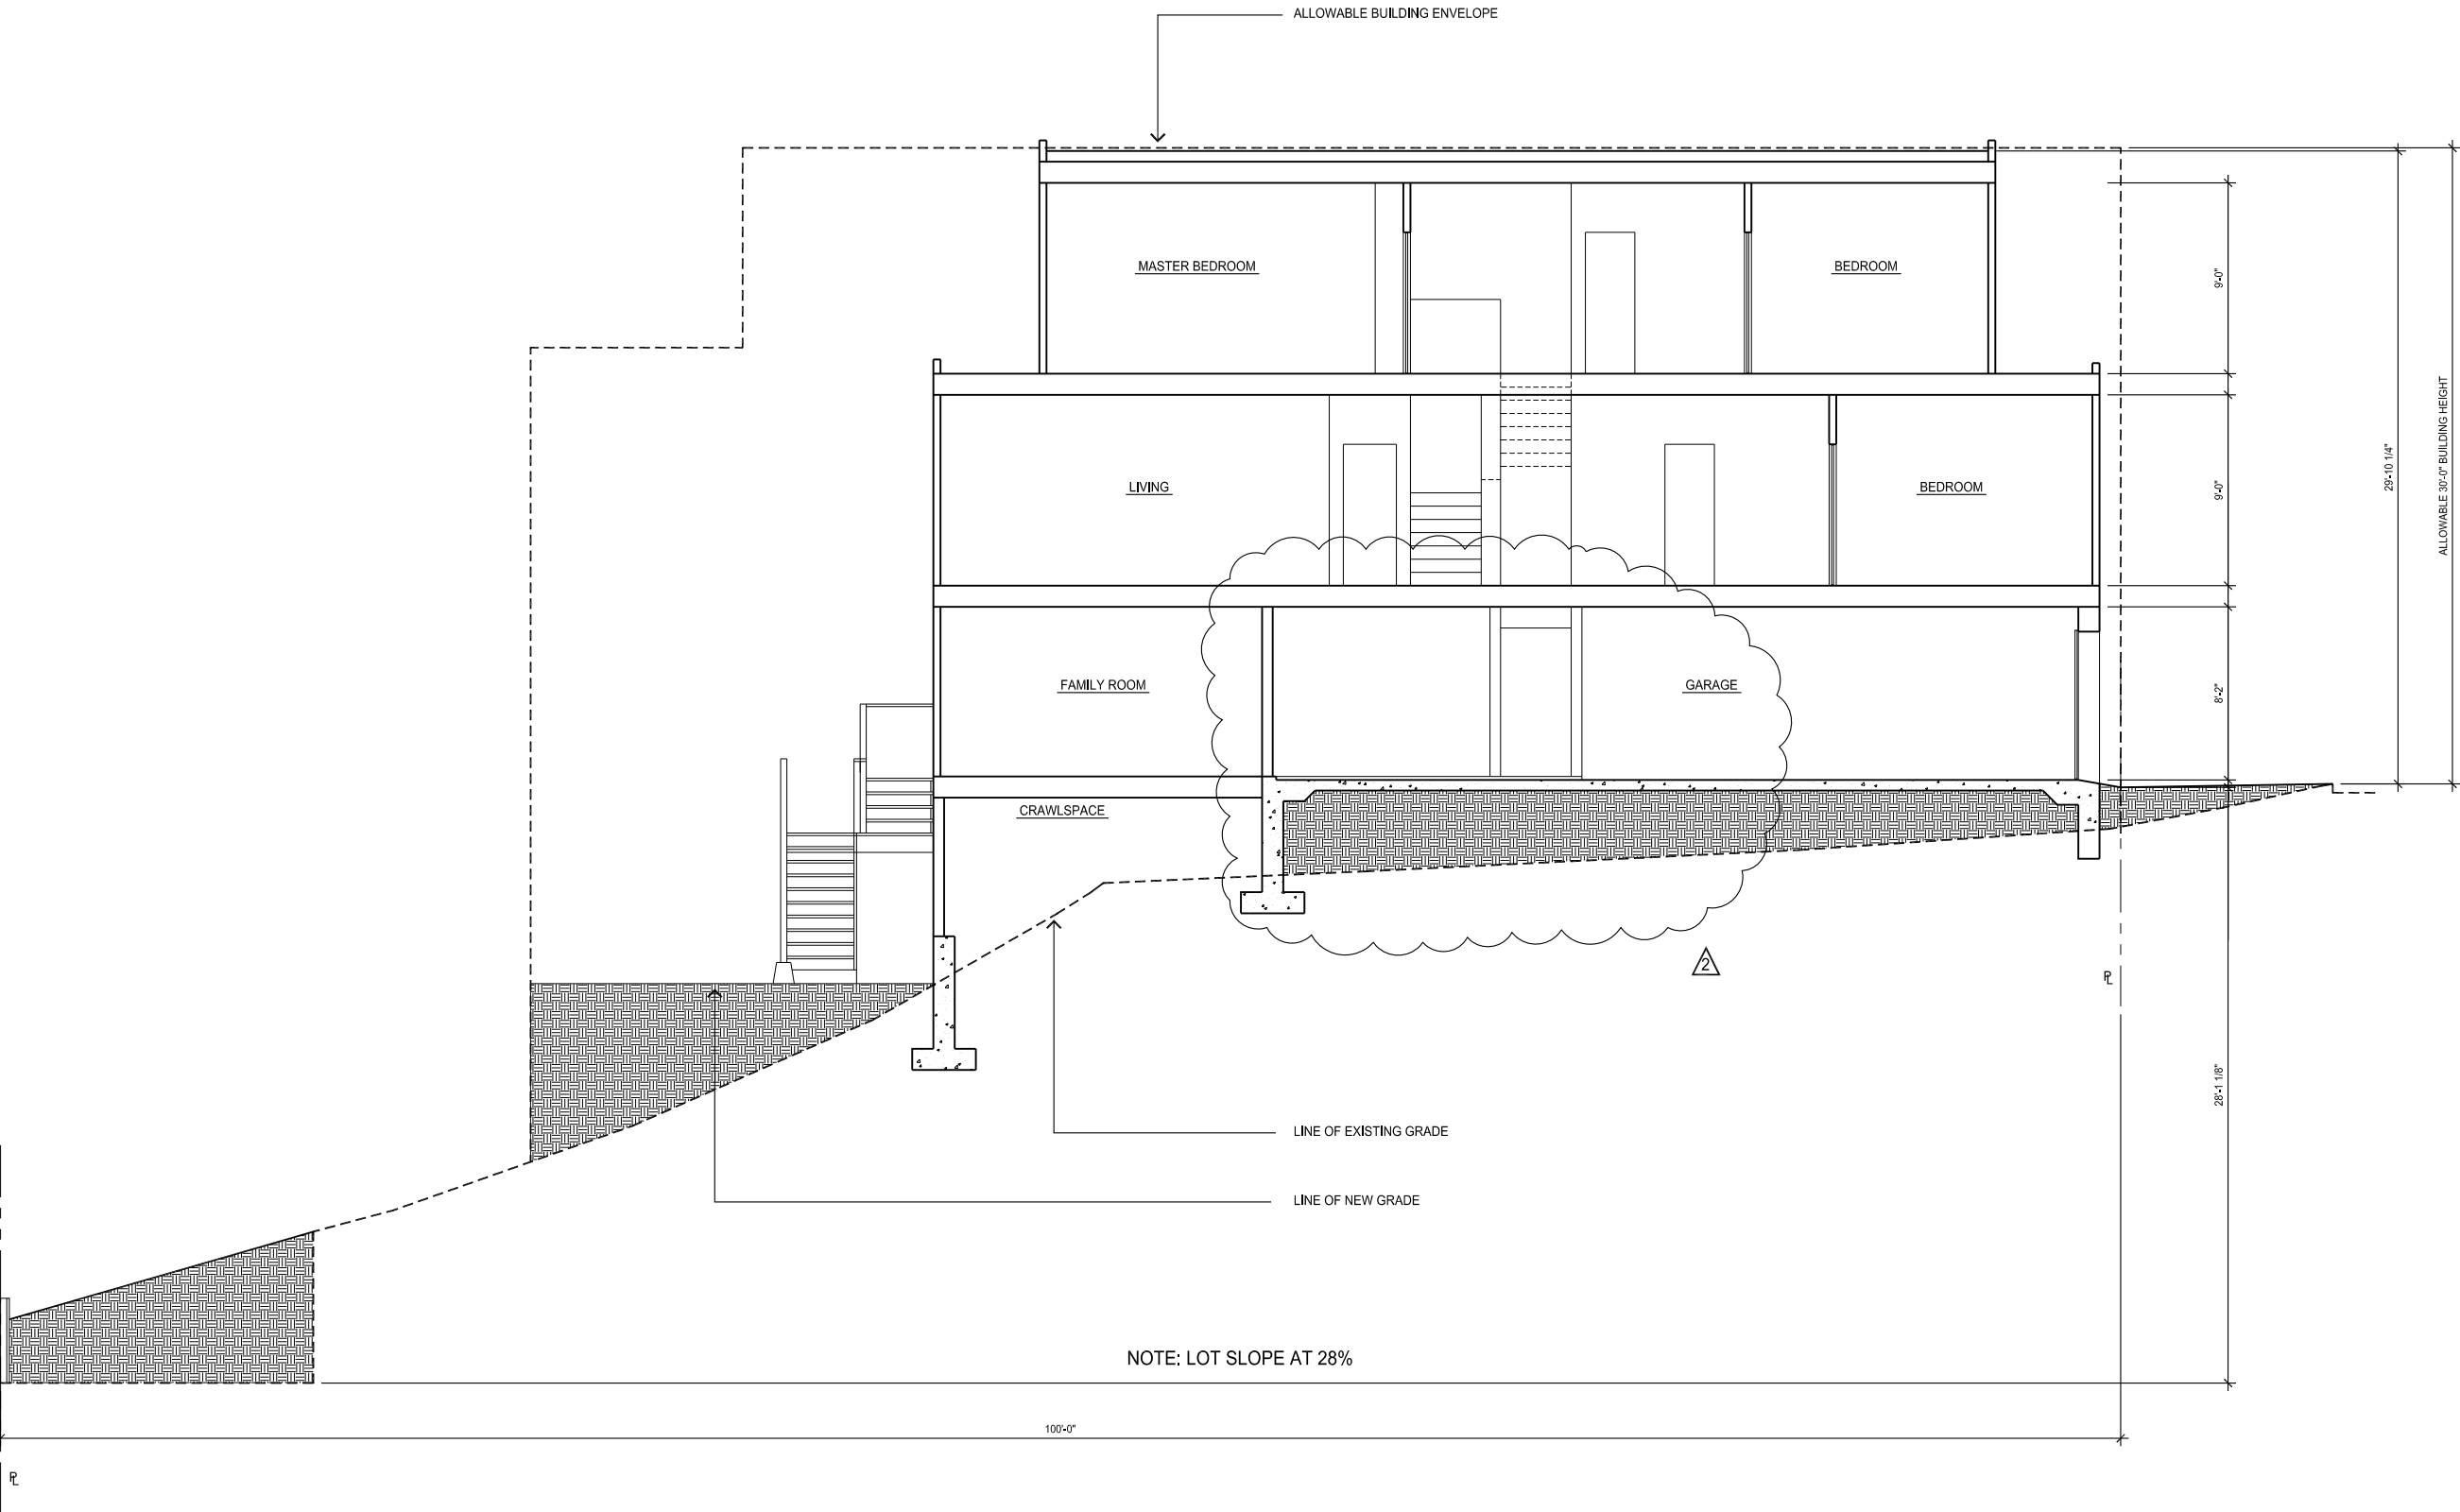 ALLOWABLE BUILDING ENVELOPE
MASTER BEDROOM
BEDROOM
9'-0"
LIVING
BEDROOM
9'-0"
29'-10 1/4"
ALLOWABLE 30'-0" BUILDING HEIGHT
FAMILY ROOM
GARAGE
8'-2"
CRAWLSPACE
2
PL
28'-1 1/8"
LINE OF EXISTING GRADE
LINE OF NEW GRADE
NOTE: LOT SLOPE AT 28%
100'-0"
PL